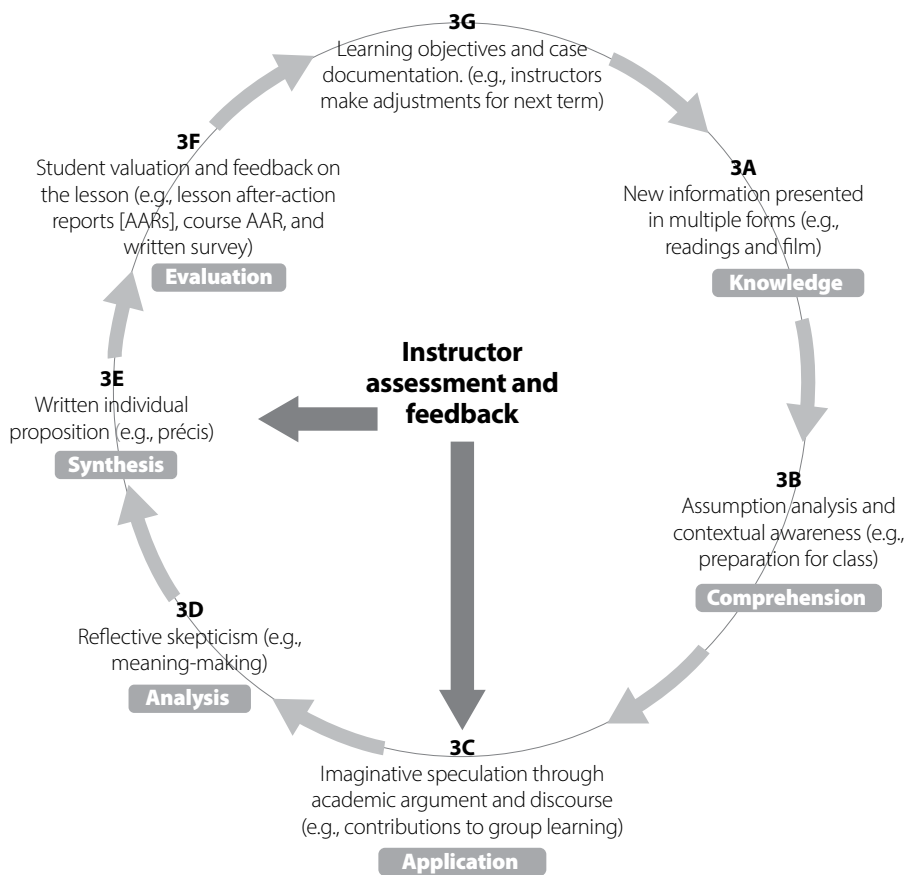 3G
Learning objectives and case
documentation. (e.g., instructors
make adjustments for next term)
3A
New information presented
in multiple forms (e.g.,
readings and film)
Knowledge
3B
Assumption analysis and
contextual awareness (e.g.,
preparation for class)
Comprehension
3C
Imaginative speculation through
academic argument and discourse
(e.g., contributions to group learning)
Application
3D
Reflective skepticism (e.g.,
meaning-making)
Analysis
3E
Written individual
proposition (e.g., précis)
Synthesis
3F
Student valuation and feedback on
the lesson (e.g., lesson after-action
reports [AARs], course AAR, and
written survey)
Evaluation
Instructor
assessment and
feedback